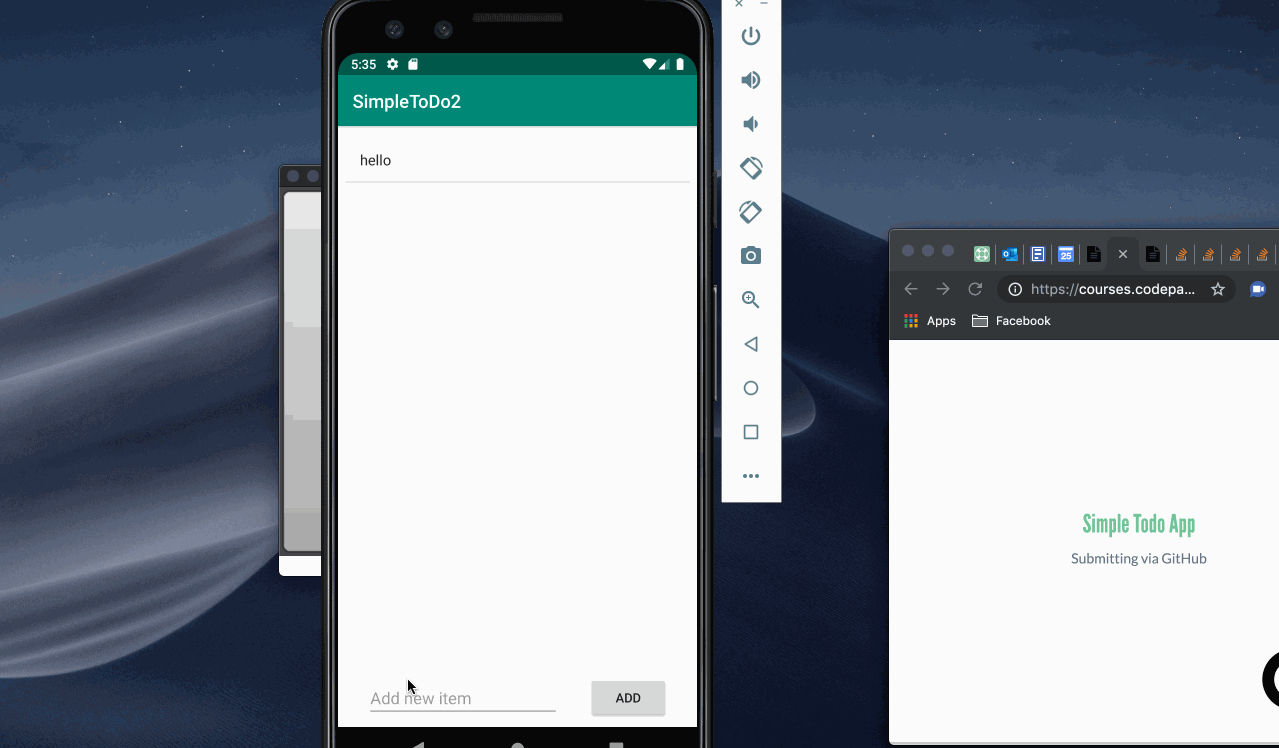 5:35
SimpleToDo2
hello
Add new item
ADD
25
https://courses.codepa...
Apps
Facebook
Simple Todo App
Submitting via GitHub